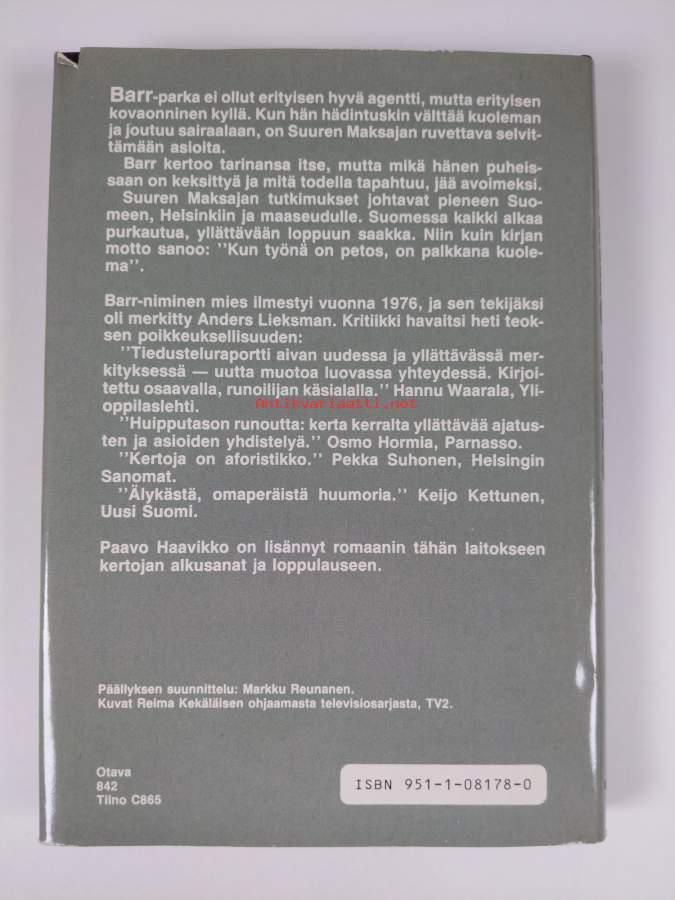 Barr-parka ei ollut erityisen hyvä agentti, mutta erityisen
kovaonninen kyllä. Kun hän hädintuskin välttää kuoleman
ja joutuu sairaalaan, on Suuren Maksajan ruvettava selvit-
tämään asioita.
Barr kertoo tarinansa itse, mutta mikä hänen puheis-
saan on keksittyä ja mitä todella tapahtuu, jää avoimeksi.
Suuren Maksajan tutkimukset johtavat pieneen Suo-
meen, Helsinkiin ja maaseudulle. Suomessa kaikki alkaa
purkautua, yllättävään loppuun saakka. Niin kuin kirjan
motto sanoo: ''Kun työnä on petos, on palkkana kuole-
ma''.
Barr-niminen mies ilmestyi vuonna 1976, ja sen tekijäksi
oli merkitty Anders Lieksman. Kritiikki havaitsi heti teok-
sen poikkeuksellisuuden:
''Tiedusteluraportti aivan uudessa ja yllättävässä mer-
kityksessä — uutta muotoa luovassa yhteydessä. Kirjoi-
tettu osaavalla, runoilijan käsialalla.'' Hannu Waarala, Yli-
oppilaslehti.
Antikvariaatti.net
''Huipputason runoutta: kerta kerralta yllättävää ajatus-
ten ja asioiden yhdistelyä.'' Osmo Hormia, Parnasso.
''Kertoja on aforistikko.'' Pekka Suhonen, Helsingin
Sanomat.
''Älykästä, omaperäistä huumoria.'' Keijo Kettunen,
Uusi Suomi.
Paavo Haavikko on lisännyt romaanin tähän laitokseen
kertojan alkusanat ja loppulauseen.
Päällyksen suunnittelu: Markku Reunanen.
Kuvat Reima Kekäläisen ohjaamasta televisiosarjasta, TV2.
Otava
842
Tilno C865
ISBN 951-1-08178-0